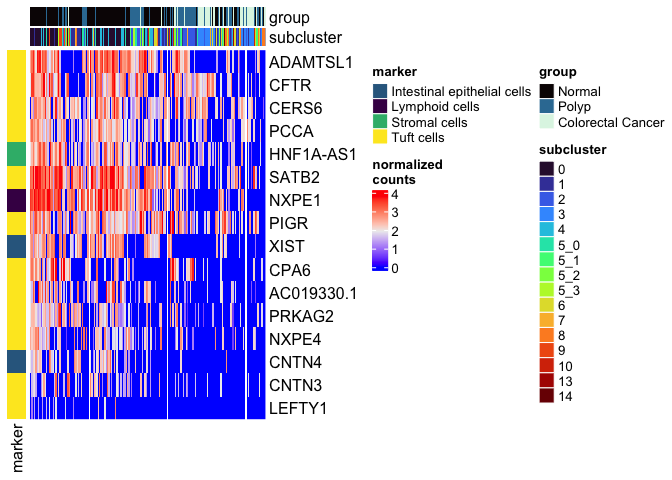 group
subcluster
ADAMTSL1
CFTR
CERS6
PCCA
HNF1A-AS1
SATB2
NXPE1
PIGR
XIST
CPA6
AC019330.1
PRKAG2
NXPE4
CNTN4
CNTN3
LEFTY1
marker
marker
Intestinal epithelial cells
Lymphoid cells
Stromal cells
Tuft cells
normalized
counts
4
3
2
1
0
group
Normal
Polyp
Colorectal Cancer
subcluster
0
1
2
3
4
5_0
5_1
5_2
5_3
6
7
8
9
10
13
14